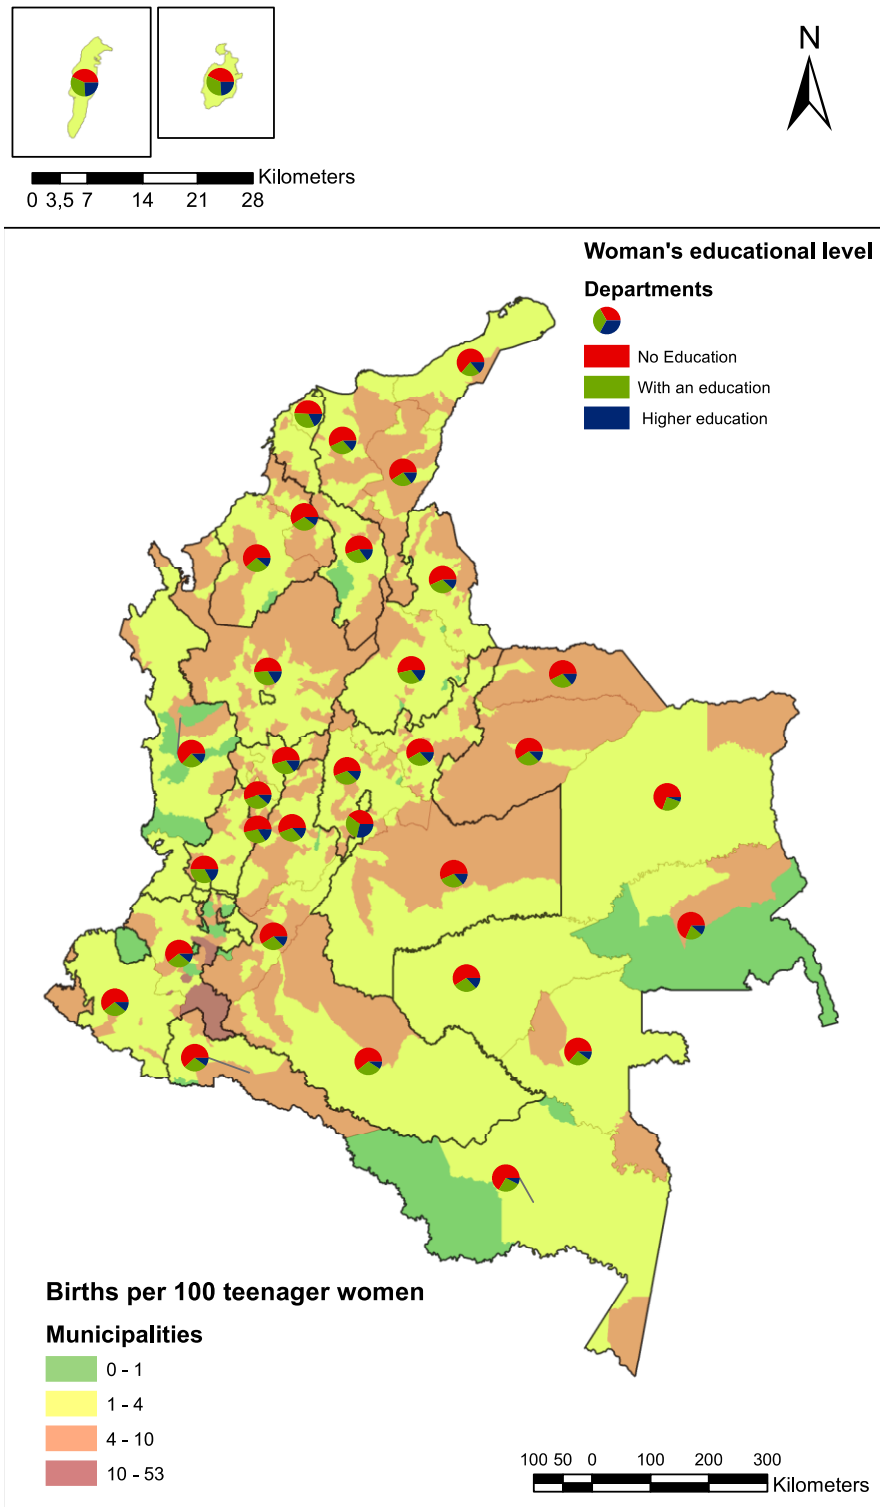 N
Kilometers
0 3,5 7 14 21 28
Woman's educational level
Departments
No Education
With an education
Higher education
Births per 100 teenager women
Municipalities
0 - 1
1 - 4
4 - 10
10 - 53
100 50 0 100 200 300
Kilometers